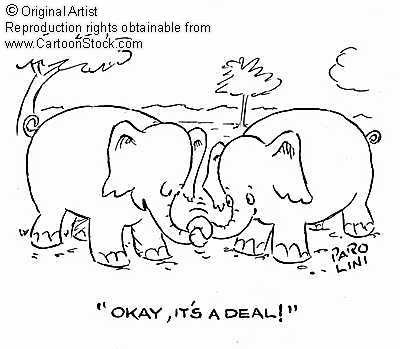 © Original Artist
Reproduction rights obtainable from
www.CartoonStock.com
PARO
LINI
"OKAY, IT'S A DEAL!"